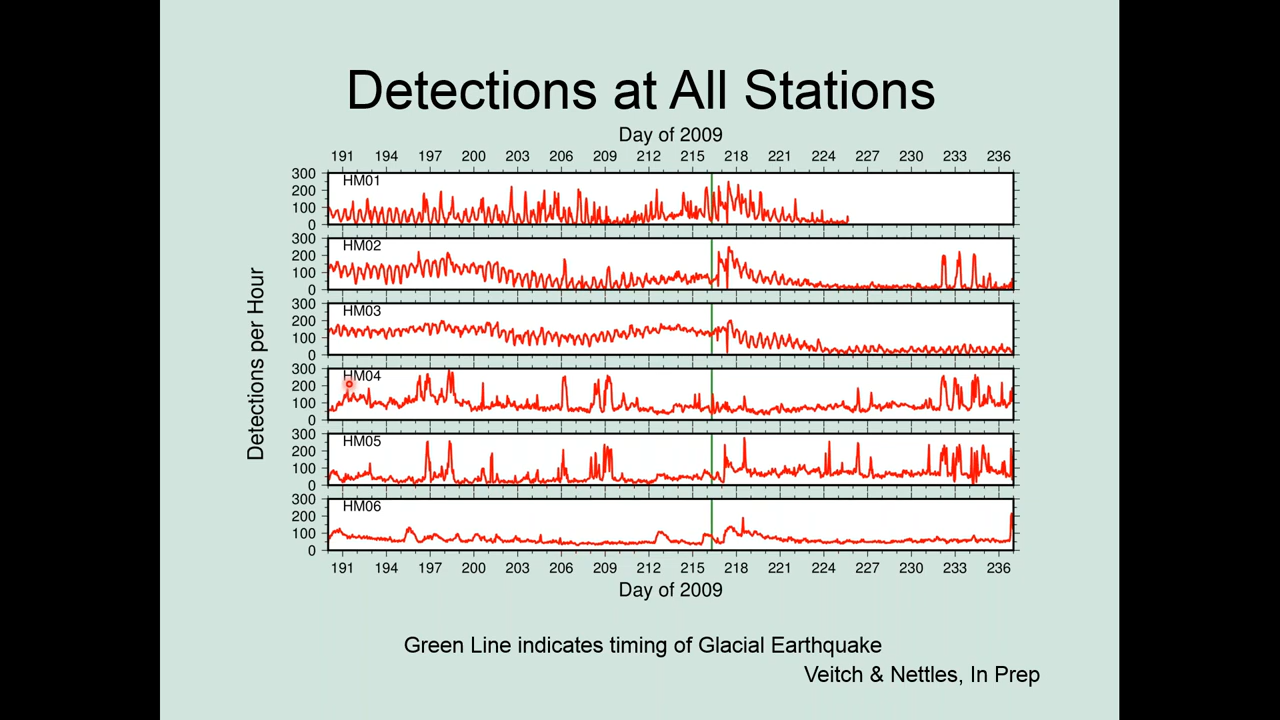 Detections at All Stations
Day of 2009
191 194 197 200 203 206 209 212 215 218 221 224 227 230 233 236
Detections per Hour
300 200 100 0 HM01
300 200 100 0 HM02
300 200 100 0 HM03
300 200 100 0 HM04
300 200 100 0 HM05
300 200 100 0 HM06
191 194 197 200 203 206 209 212 215 218 221 224 227 230 233 236
Day of 2009
Green Line indicates timing of Glacial Earthquake
Veitch & Nettles, In Prep